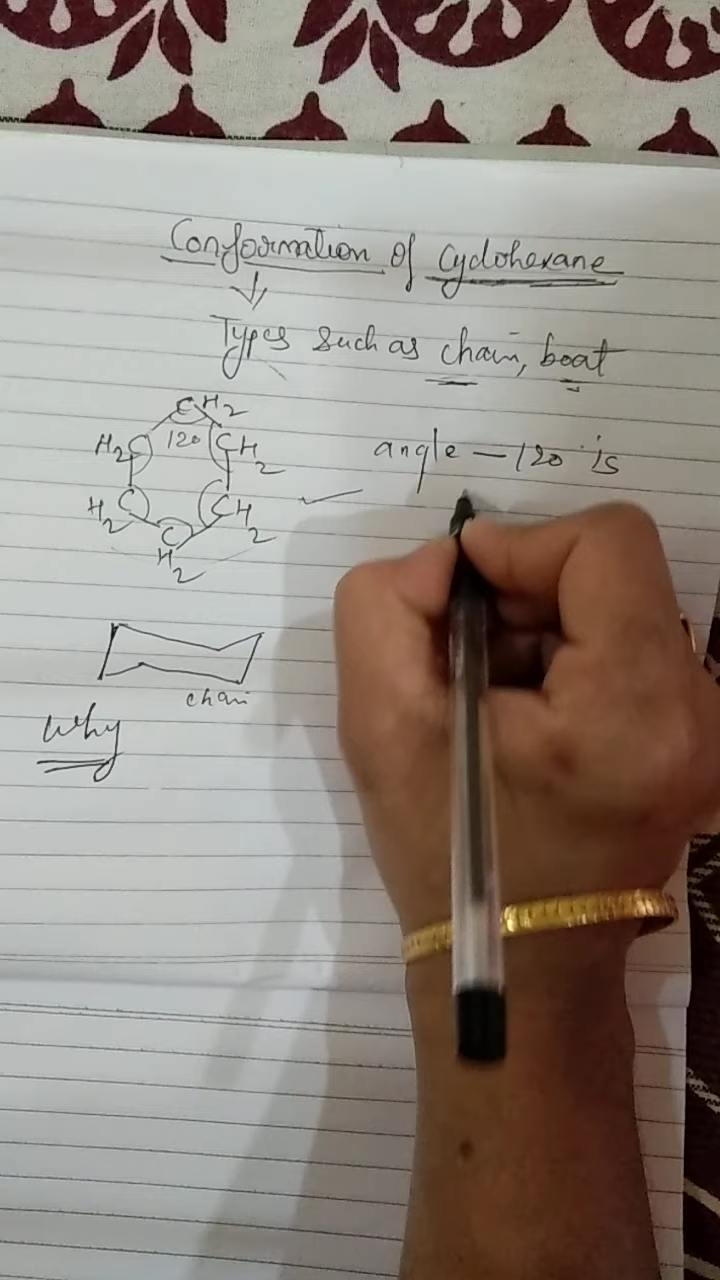 Conformation of Cyclohexane
Types such as chain, boat
CH2
H2C 120 CH2
angle - 120 is
H2C CH2
C
H2
chain
Why